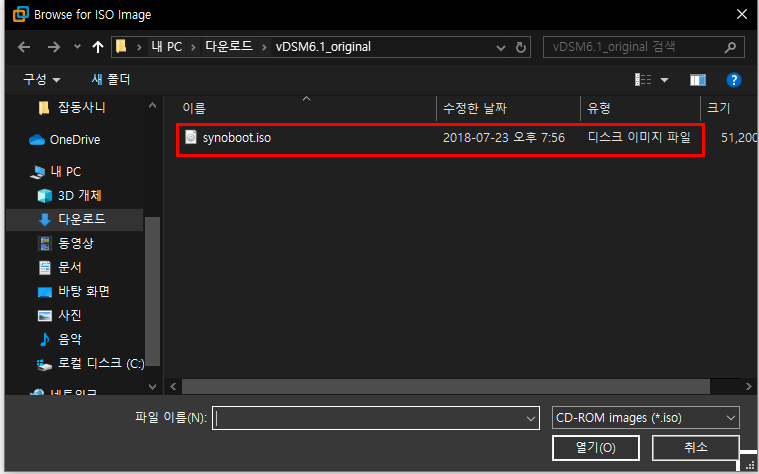 Browse for ISO Image
내 PC > 다운로드 > vDSM6.1_original
vDSM6.1_original 검색
구성
새 폴더
이름 수정한 날짜 유형 크기
synoboot.iso 2018-07-23 오후 7:56 디스크 이미지 파일 51,200
잡동사니
OneDrive
내 PC
3D 개체
다운로드
동영상
문서
바탕 화면
사진
음악
로컬 디스크 (C:)
네트워크
파일 이름(N):
CD-ROM images (*.iso)
열기(O)
취소